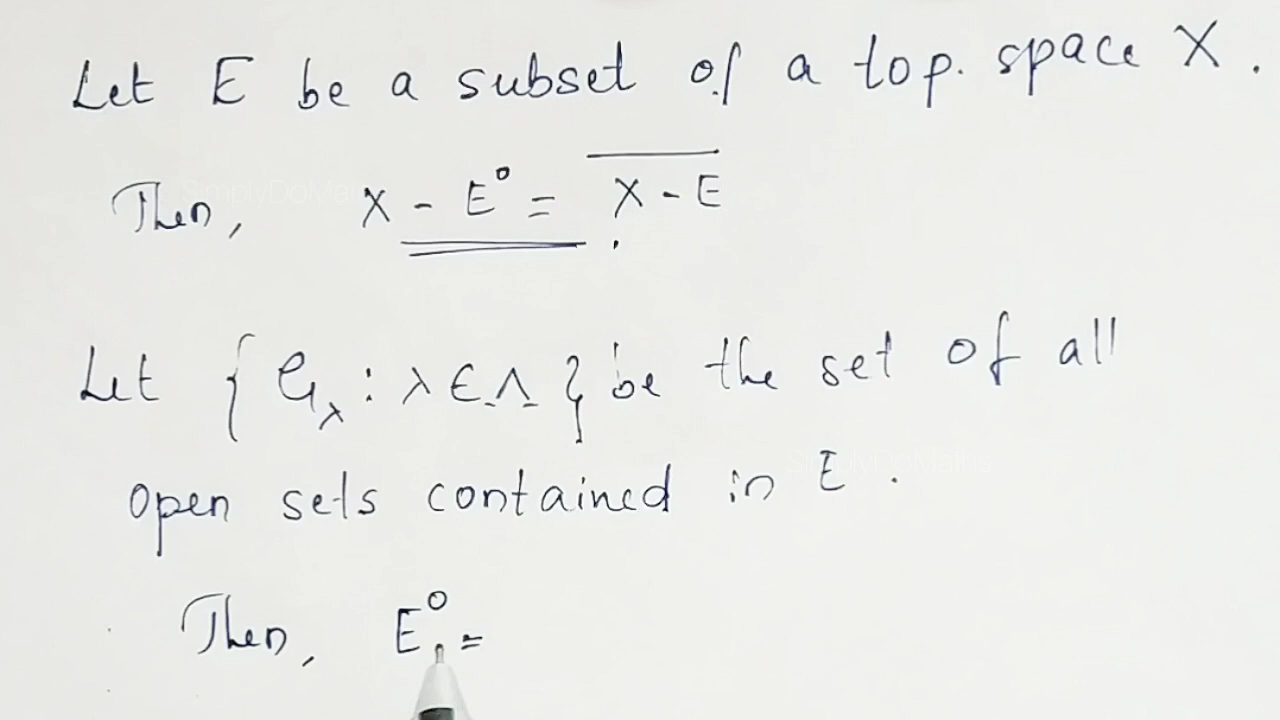 Let E be a subset of a top. space X.
Then, X - E° = \overline{X - E}
Let { G_λ : λ ∈ Λ } be the set of all
open sets contained in E.
Then, E° =